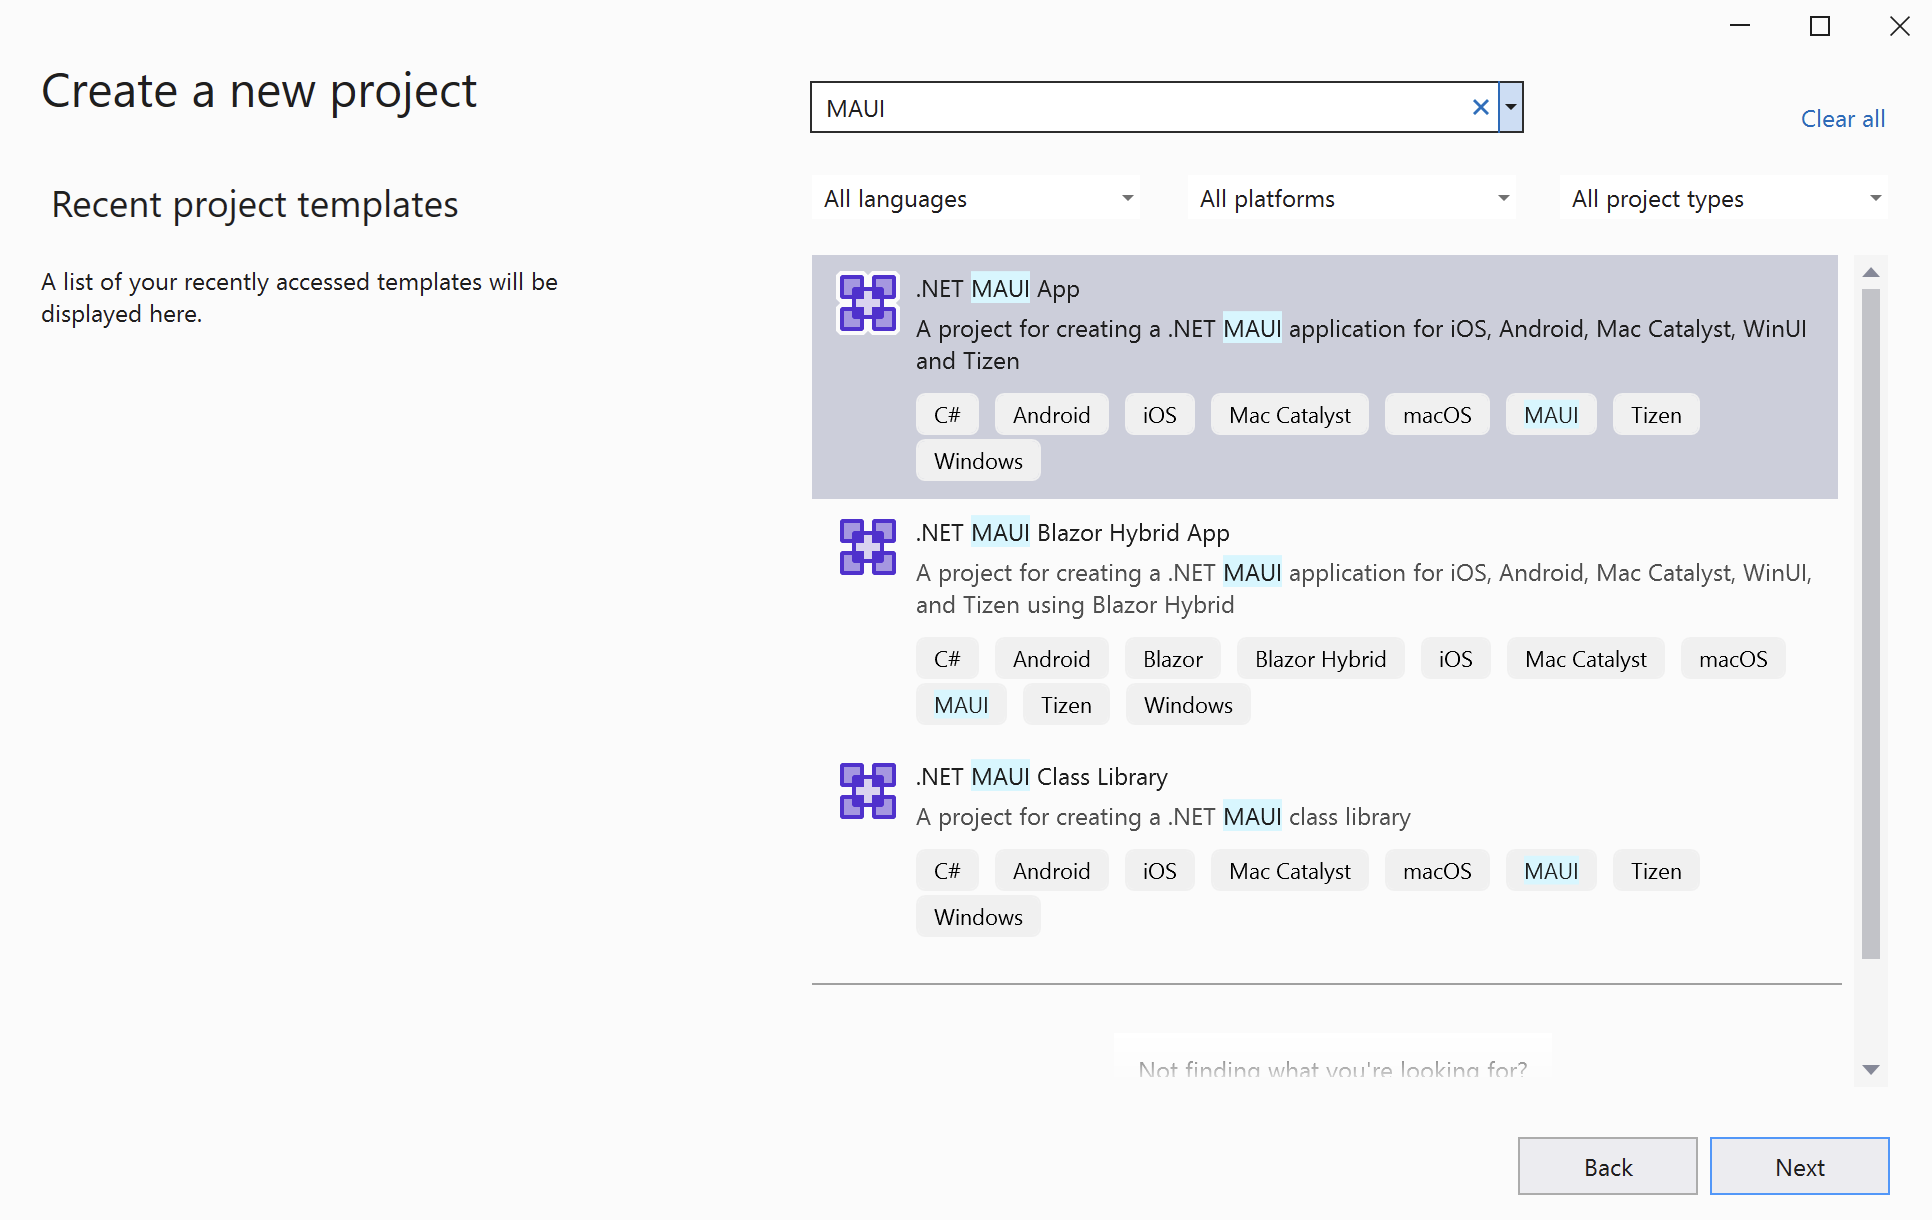 Create a new project
MAUI
Clear all
Recent project templates
All languages
All platforms
All project types
A list of your recently accessed templates will be
displayed here.
.NET MAUI App
A project for creating a .NET MAUI application for iOS, Android, Mac Catalyst, WinUI
and Tizen
C# Android iOS Mac Catalyst macOS MAUI Tizen
Windows
.NET MAUI Blazor Hybrid App
A project for creating a .NET MAUI application for iOS, Android, Mac Catalyst, WinUI,
and Tizen using Blazor Hybrid
C# Android Blazor Blazor Hybrid iOS Mac Catalyst macOS
MAUI Tizen Windows
.NET MAUI Class Library
A project for creating a .NET MAUI class library
C# Android iOS Mac Catalyst macOS MAUI Tizen
Windows
Not finding what you're looking for?
Back
Next